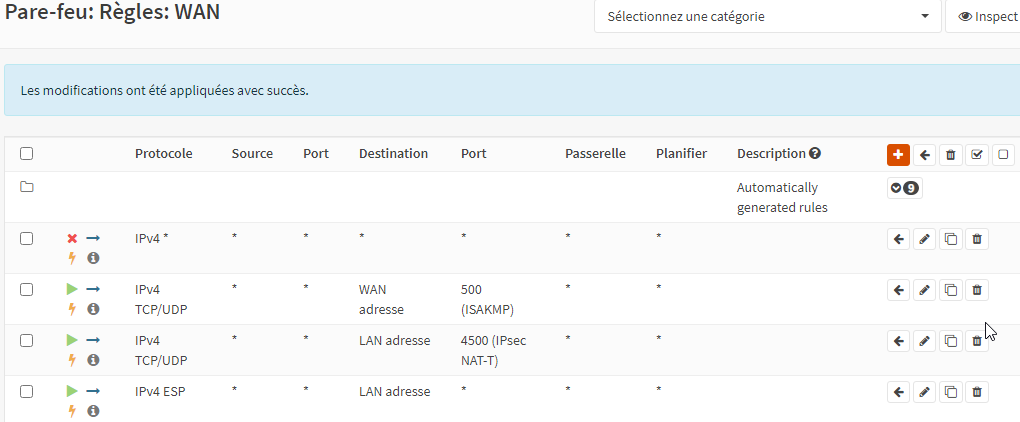 Pare-feu: Règles: WAN
Sélectionnez une catégorie
Inspect
Les modifications ont été appliquées avec succès.
Protocole Source Port Destination Port Passerelle Planifier Description
Automatically
generated rules
9
IPv4 * * * * * * *
IPv4
TCP/UDP
* * WAN
adresse
500
(ISAKMP)
* *
IPv4
TCP/UDP
* * LAN adresse 4500 (IPsec
NAT-T)
* *
IPv4 ESP * * LAN adresse * * *